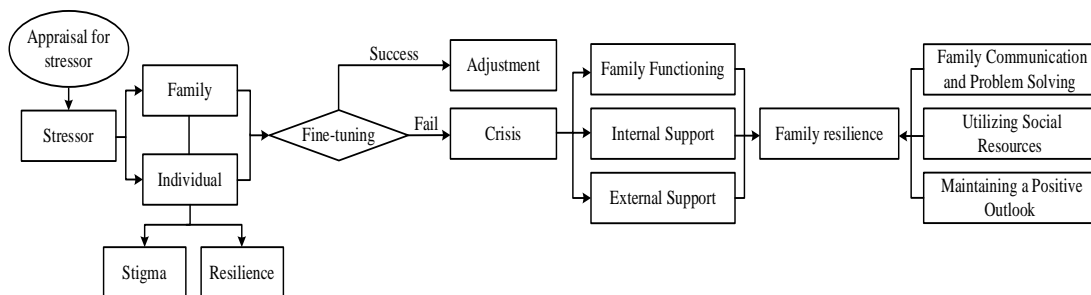 Appraisal for
stressor
Stressor
Family
Individual
Stigma
Resilience
Fine-tuning
Success
Fail
Adjustment
Crisis
Family Functioning
Internal Support
External Support
Family resilience
Family Communication
and Problem Solving
Utilizing Social
Resources
Maintaining a Positive
Outlook